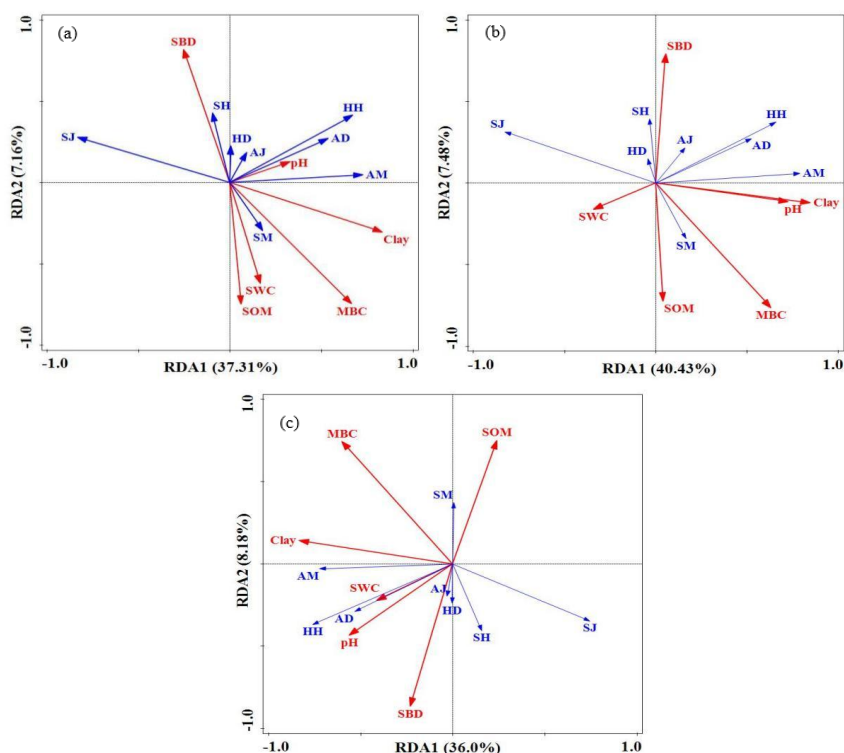 (a)
1.0
SBD
SH
HH
SJ
HD
AD
AJ
pH
AM
RDA2 (7.16%)
SM
Clay
SWC
SOM
MBC
-1.0
-1.0
RDA1 (37.31%)
1.0
(b)
1.0
SBD
SH
HH
SJ
AJ
AD
HD
AM
RDA2 (7.48%)
SWC
pH
Clay
SM
SOM
MBC
-1.0
-1.0
RDA1 (40.43%)
1.0
(c)
1.0
MBC
SOM
SM
Clay
RDA2 (8.18%)
AM
SWC
AJ
AD
HD
HH
SH
SJ
pH
SBD
-1.0
-1.0
RDA1 (36.0%)
1.0